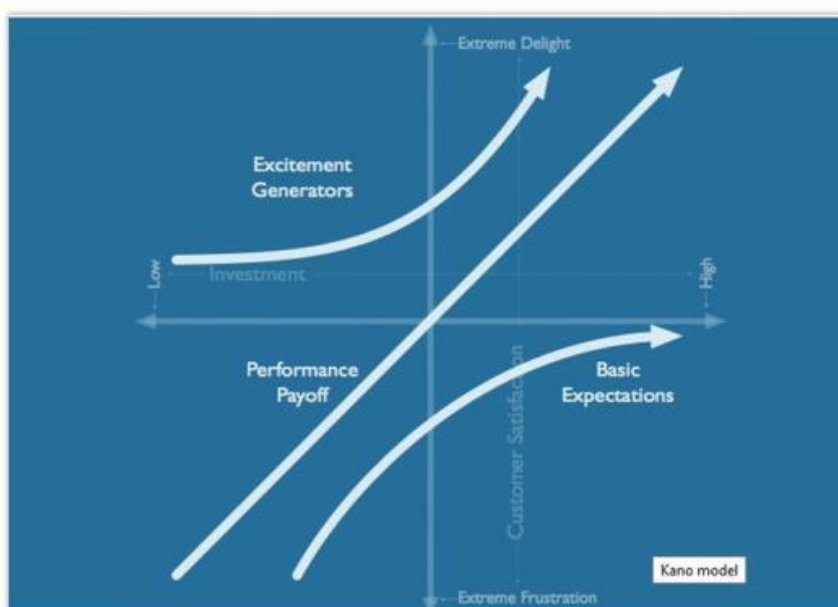 Extreme Delight
Excitement
Generators
Low
Investment
High
Performance
Payoff
Basic
Expectations
Customer Satisfaction
Kano model
Extreme Frustration